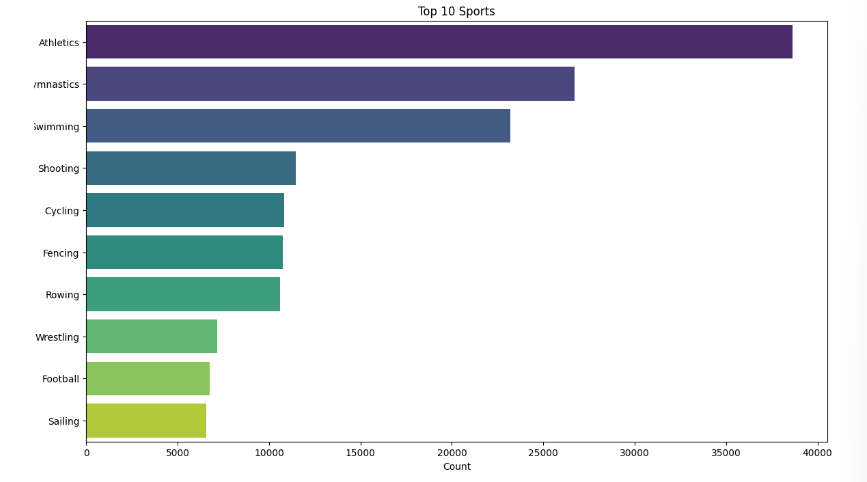 Top 10 Sports
Athletics
ymnastics
Swimming
Shooting
Cycling
Fencing
Rowing
Wrestling
Football
Sailing
0 5000 10000 15000 20000 25000 30000 35000 40000
Count